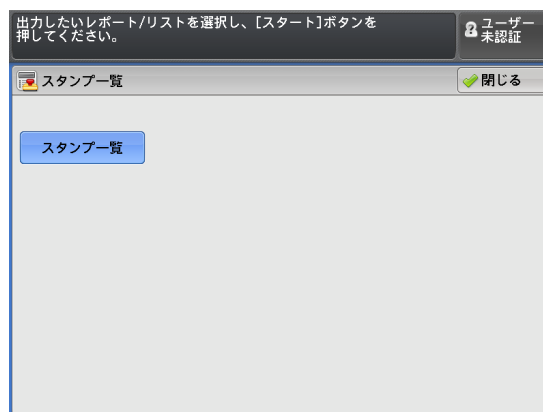 出力したいレポート/リストを選択し、[スタート]ボタンを
押してください。
ユーザー
未認証
スタンプ一覧
閉じる
スタンプ一覧